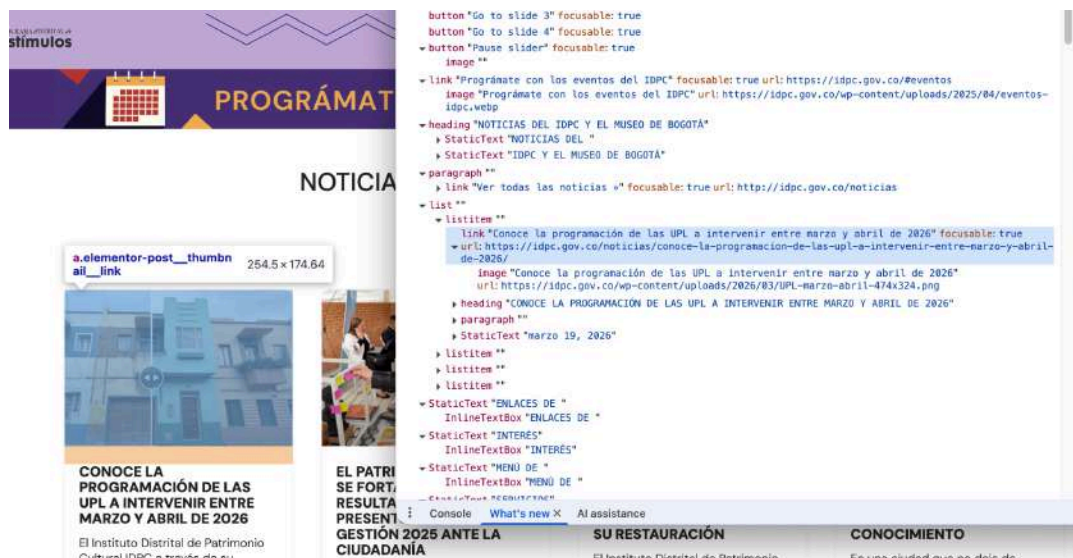 stímulos
PROGRÁMAT
NOTICIA
a.elementor-post__thumbn
ail__link
254.5 × 174.64
CONOCE LA
PROGRAMACIÓN DE LAS
UPL A INTERVENIR ENTRE
MARZO Y ABRIL DE 2026
El Instituto Distrital de Patrimonio
EL PATRI
SE FORT
RESULTA
PRESENT
GESTIÓN 2025 ANTE LA
CIUDADANÍA
SU RESTAURACIÓN
CONOCIMIENTO
button "Go to slide 3" focusable: true
button "Go to slide 4" focusable: true
button "Pause slider" focusable: true
image ""
link "Prográmate con los eventos del IDPC" focusable: true url: https://idpc.gov.co/#eventos
image "Prográmate con los eventos del IDPC" url: https://idpc.gov.co/wp-content/uploads/2025/04/eventos-
idpc.webp
heading "NOTICIAS DEL IDPC Y EL MUSEO DE BOGOTÁ"
StaticText "NOTICIAS DEL "
StaticText "IDPC Y EL MUSEO DE BOGOTÁ"
paragraph ""
link "Ver todas las noticias »" focusable: true url: http://idpc.gov.co/noticias
list ""
listitem ""
link "Conoce la programación de las UPL a intervenir entre marzo y abril de 2026" focusable: true
url: https://idpc.gov.co/noticias/conoce-la-programacion-de-las-upl-a-intervenir-entre-marzo-y-abril-
de-2026/
image "Conoce la programación de las UPL a intervenir entre marzo y abril de 2026"
url: https://idpc.gov.co/wp-content/uploads/2026/03/UPL-marzo-abril-474x324.png
heading "CONOCE LA PROGRAMACIÓN DE LAS UPL A INTERVENIR ENTRE MARZO Y ABRIL DE 2026"
paragraph ""
StaticText "marzo 19, 2026"
listitem ""
listitem ""
listitem ""
StaticText "ENLACES DE "
InlineTextBox "ENLACES DE "
StaticText "INTERÉS"
InlineTextBox "INTERÉS"
StaticText "MENÚ DE "
InlineTextBox "MENÚ DE "
Console What's new × AI assistance